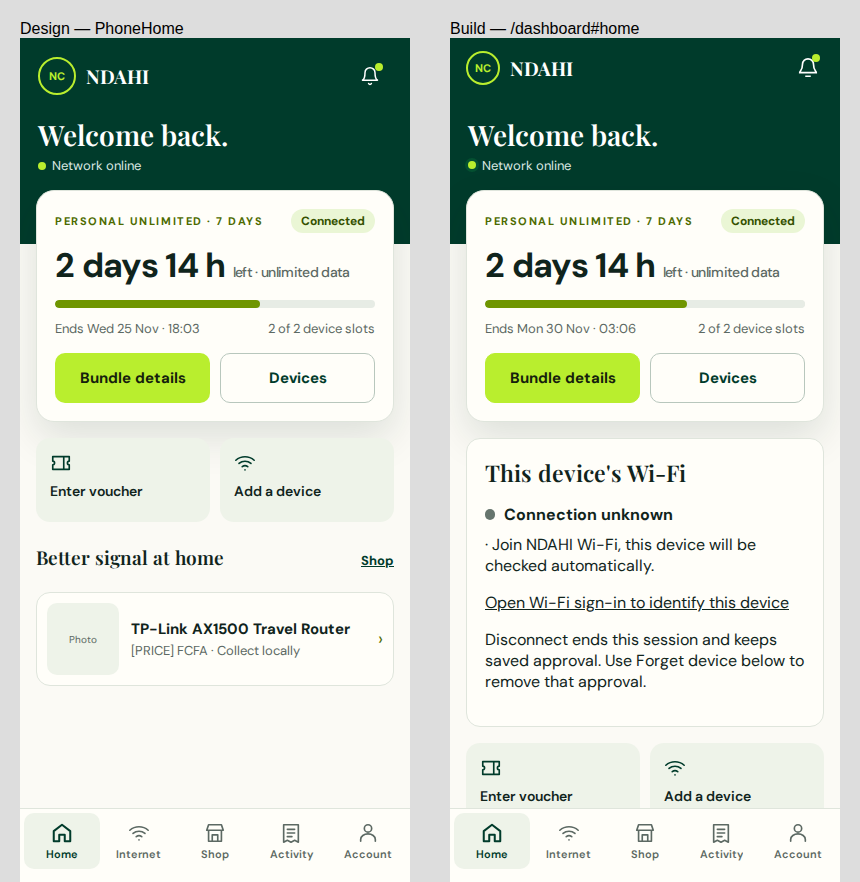 Design — PhoneHome
NC
NDAHI
Welcome back.
Network online
PERSONAL UNLIMITED · 7 DAYS
Connected
2 days 14 h left · unlimited data
Ends Wed 25 Nov · 18:03
2 of 2 device slots
Bundle details
Devices
Enter voucher
Add a device
Better signal at home
Shop
Photo
TP-Link AX1500 Travel Router
[PRICE] FCFA · Collect locally
›
Home
Internet
Shop
Activity
Account
Build — /dashboard#home
NC
NDAHI
Welcome back.
Network online
PERSONAL UNLIMITED · 7 DAYS
Connected
2 days 14 h left · unlimited data
Ends Mon 30 Nov · 03:06
2 of 2 device slots
Bundle details
Devices
This device's Wi-Fi
Connection unknown
· Join NDAHI Wi-Fi, this device will be
checked automatically.
Open Wi-Fi sign-in to identify this device
Disconnect ends this session and keeps
saved approval. Use Forget device below to
remove that approval.
Enter voucher
Add a device
Home
Internet
Shop
Activity
Account